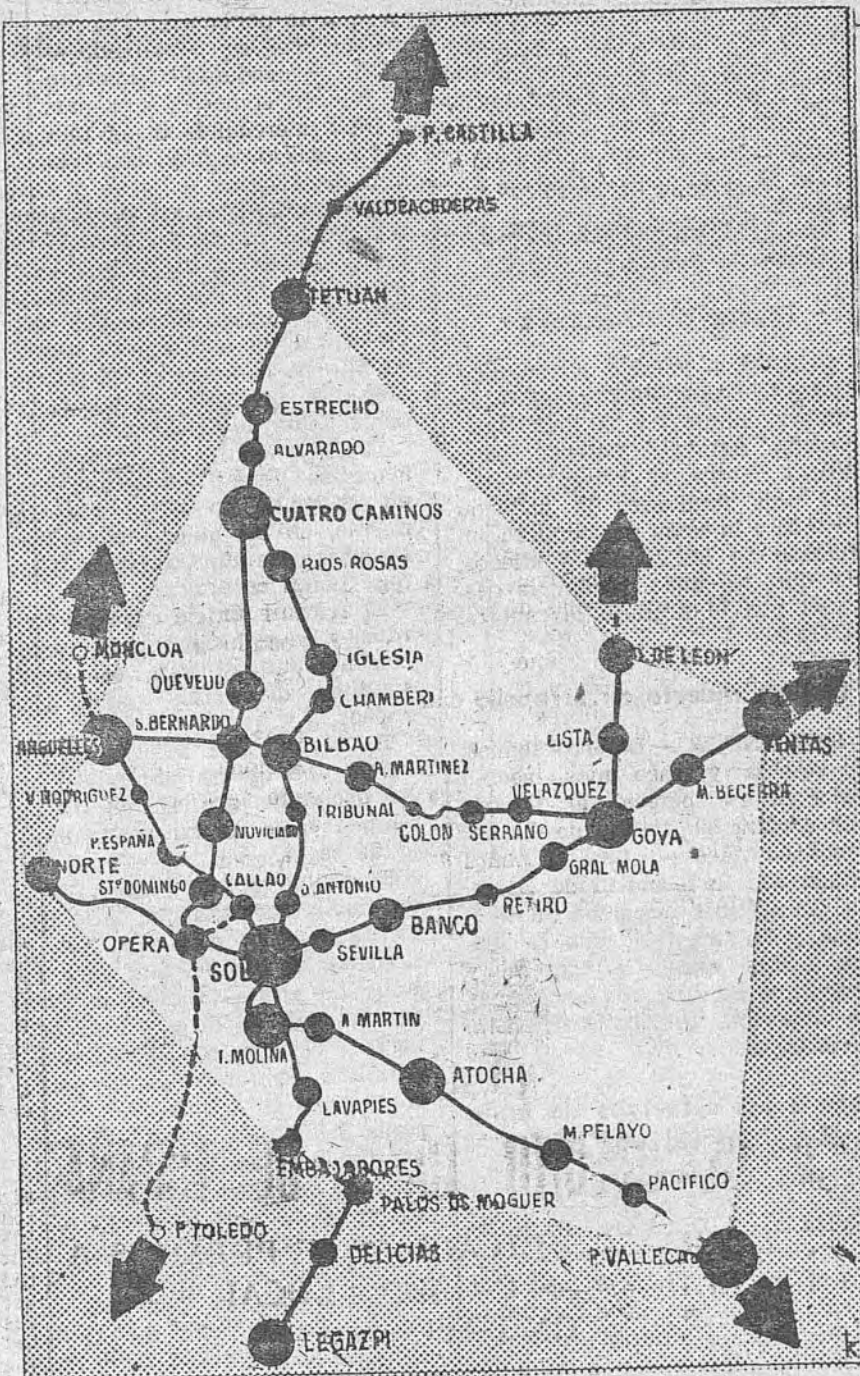 P. CASTILLA
VALDEACEDERAS
TETUAN
ESTRECHO
ALVARADO
CUATRO CAMINOS
RIOS ROSAS
MONCLOA
IGLESIA
D. DE LEON
QUEVEDO
CHAMBERI
S. BERNARDO
ARGUELLES
BILBAO
LISTA
VENTAS
A. MARTINEZ
M. BECERRA
V. RODRIGUEZ
TRIBUNAL
VELAZQUEZ
NOVICIADO
COLON
SERRANO
GOYA
P. ESPAÑA
NORTE
GRAL MOLA
STº DOMINGO
CALLAO
J. ANTONIO
RETIRO
BANCO
OPERA
SEVILLA
SOL
A. MARTIN
T. MOLINA
ATOCHA
LAVAPIES
M. PELAYO
EMBAJADORES
PACIFICO
PALOS DE MOGUER
P. TOLEDO
DELICIAS
P. VALLECAS
LEGAZPI
k